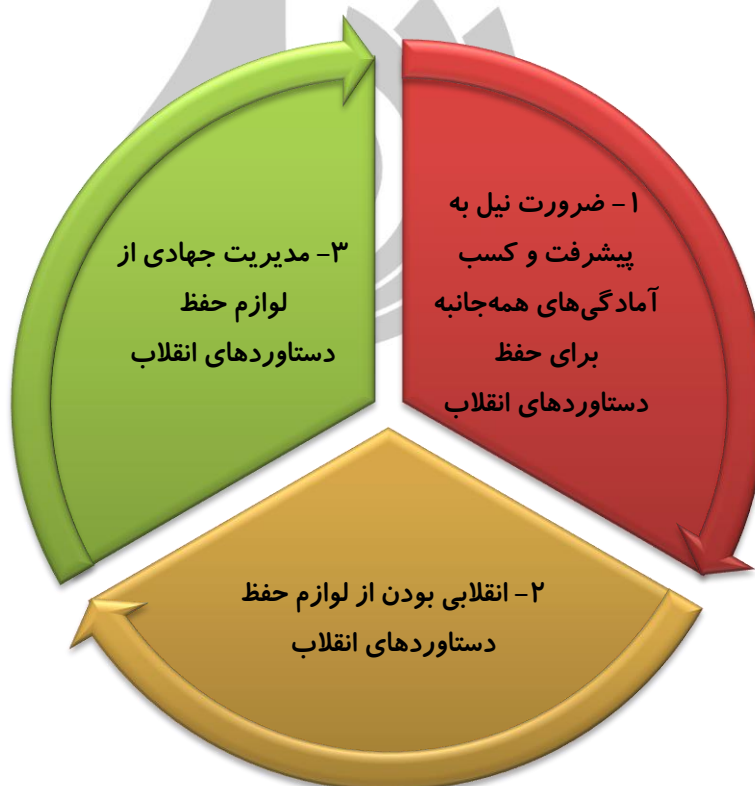 ۱- ضرورت نیل به
پیشرفت و کسب
آمادگی‌های همه‌جانبه
برای حفظ
دستاوردهای انقلاب
۲- انقلابی بودن از لوازم حفظ
دستاوردهای انقلاب
۳- مدیریت جهادی از
لوازم حفظ
دستاوردهای انقلاب